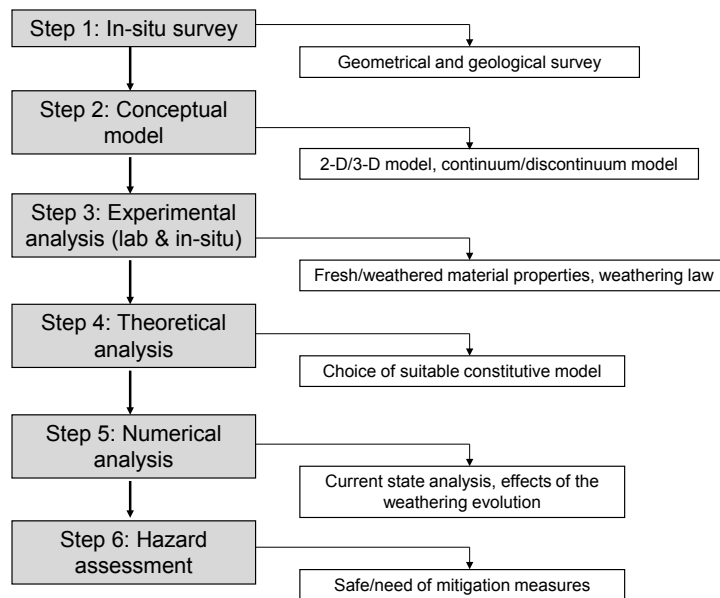 Step 1: In-situ survey
Geometrical and geological survey
Step 2: Conceptual
model
2-D/3-D model, continuum/discontinuum model
Step 3: Experimental
analysis (lab & in-situ)
Fresh/weathered material properties, weathering law
Step 4: Theoretical
analysis
Choice of suitable constitutive model
Step 5: Numerical
analysis
Current state analysis, effects of the
weathering evolution
Step 6: Hazard
assessment
Safe/need of mitigation measures